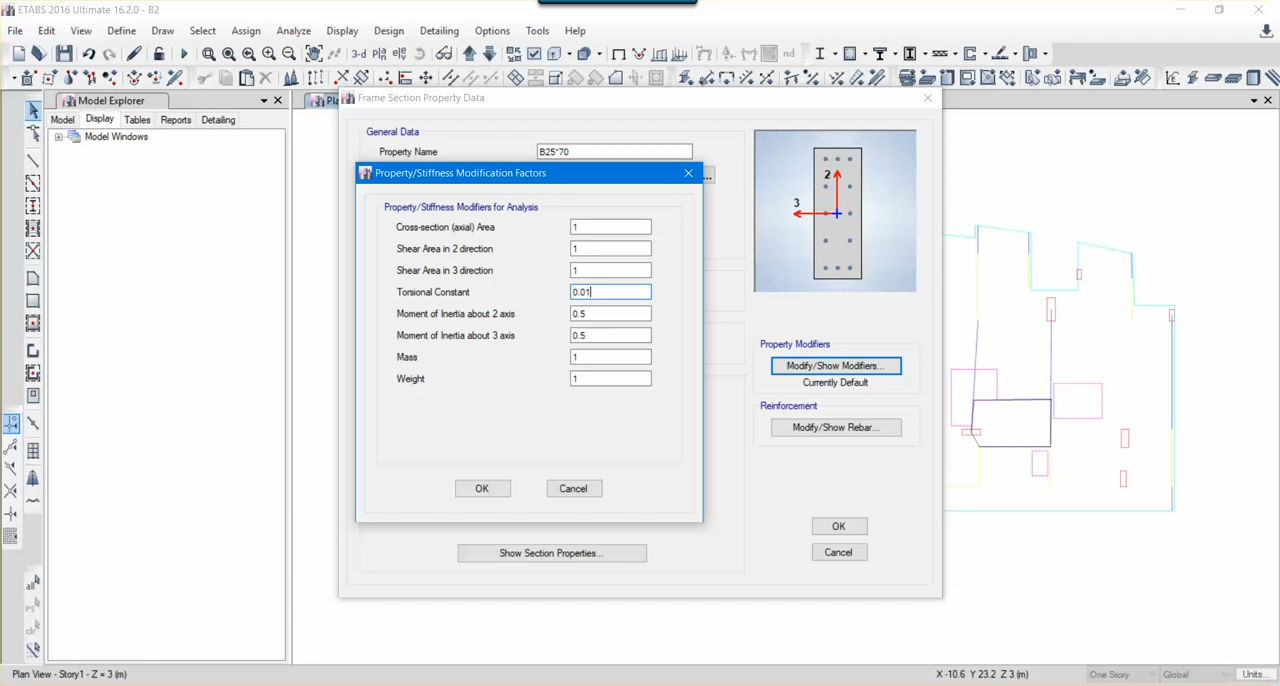 ETABS 2016 Ultimate 16.2.0 - B2
File Edit View Define Draw Select Assign Analyze Display Design Detailing Options Tools Help
3-d
nd
Model Explorer
Model Display Tables Reports Detailing
Model Windows
Frame Section Property Data
General Data
Property Name B25*70
...
Property/Stiffness Modification Factors
Property/Stiffness Modifiers for Analysis
Cross-section (axial) Area 1
Shear Area in 2 direction 1
Shear Area in 3 direction 1
Torsional Constant 0.01
Moment of Inertia about 2 axis 0.5
Moment of Inertia about 3 axis 0.5
Mass 1
Weight 1
OK Cancel
Show Section Properties...
2
3
Property Modifiers
Modify/Show Modifiers...
Currently Default
Reinforcement
Modify/Show Rebar...
OK
Cancel
all
Plan View - Story1 - Z = 3 (m) X -10.6 Y 23.2 Z 3 (m) One Story Global Units...